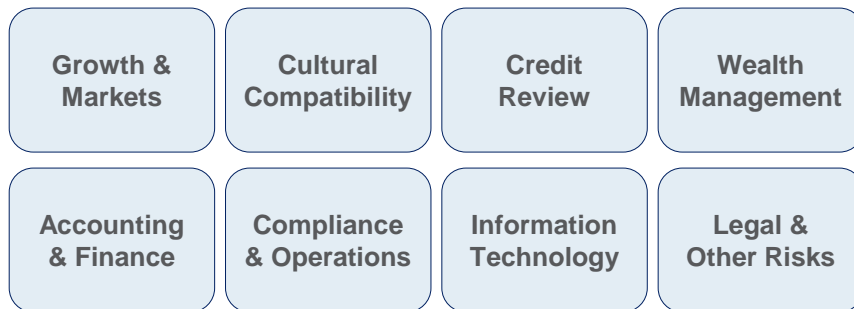 Growth &
Markets
Cultural
Compatibility
Credit
Review
Wealth
Management
Accounting
& Finance
Compliance
& Operations
Information
Technology
Legal &
Other Risks